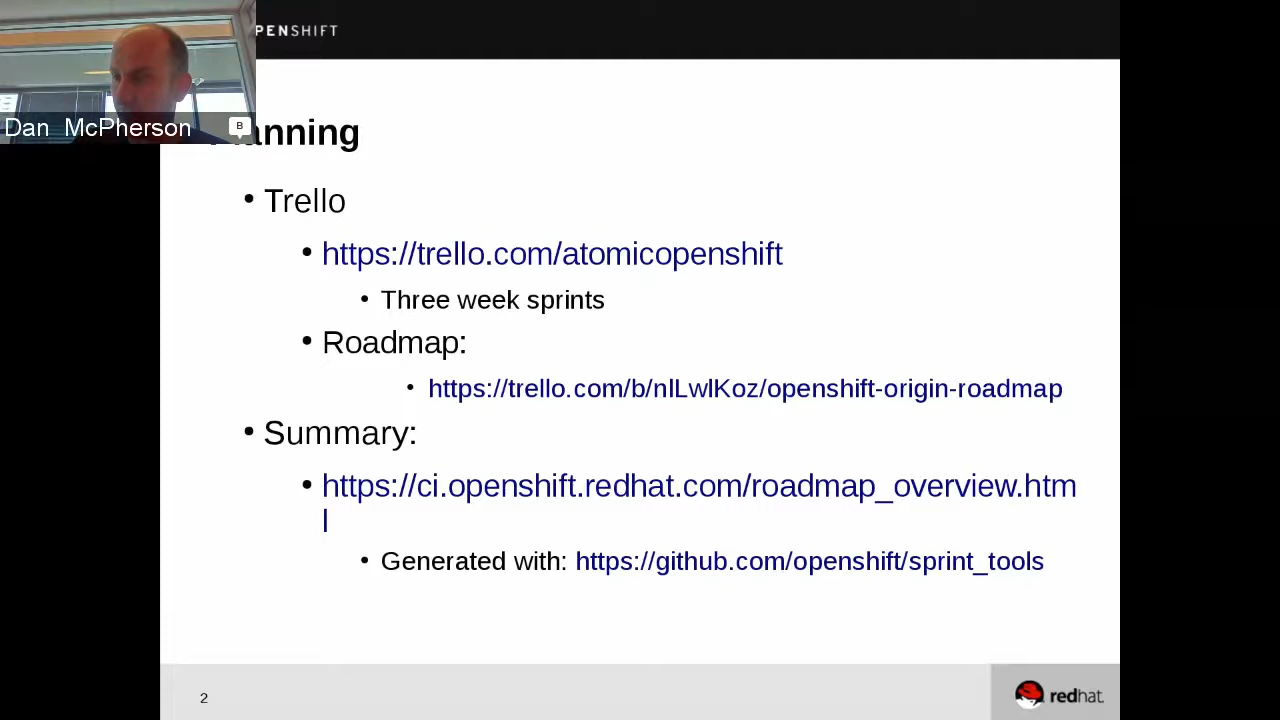 PENSHIFT
Dan McPherson
B
anning
• Trello
• https://trello.com/atomicopenshift
• Three week sprints
• Roadmap:
• https://trello.com/b/nlLwlKoz/openshift-origin-roadmap
• Summary:
• https://ci.openshift.redhat.com/roadmap_overview.htm
l
• Generated with: https://github.com/openshift/sprint_tools
2
redhat.